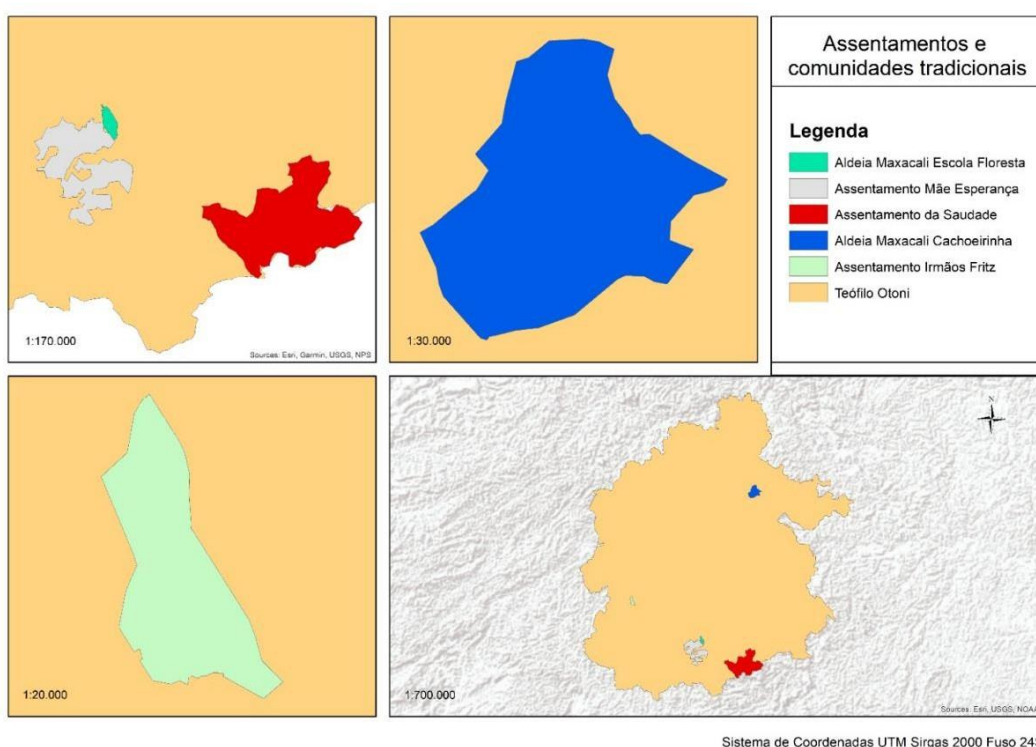 Assentamentos e
comunidades tradicionais
Legenda
Aldeia Maxacali Escola Floresta
Assentamento Mãe Esperança
Assentamento da Saudade
Aldeia Maxacali Cachoeirinha
Assentamento Irmãos Fritz
Teófilo Otoni
1:170.000
Sources: Esri, Garmin, USGS, NPS
1:30.000
1:20.000
N
1:700.000
Sources: Esri, USGS, NOAA
Sistema de Coordenadas UTM Sirgas 2000 Fuso